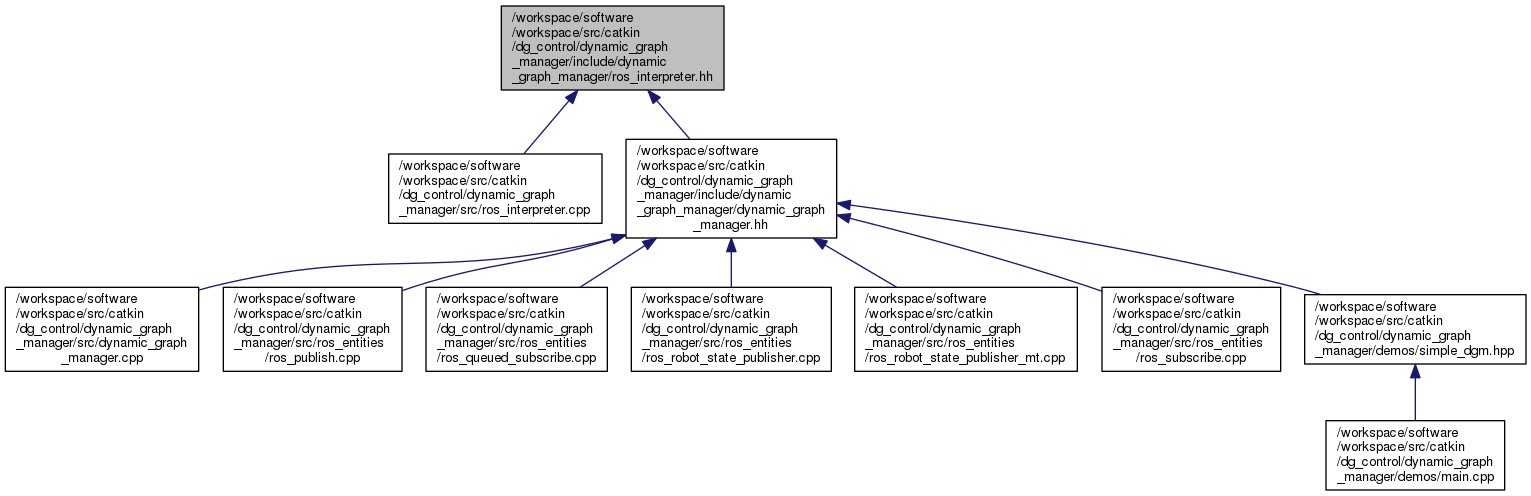 /workspace/software
/workspace/src/catkin
/dg_control/dynamic_graph
_manager/include/dynamic
_graph_manager/ros_interpreter.hh
/workspace/software
/workspace/src/catkin
/dg_control/dynamic_graph
_manager/src/ros_interpreter.cpp
/workspace/software
/workspace/src/catkin
/dg_control/dynamic_graph
_manager/include/dynamic
_graph_manager/dynamic_graph
_manager.hh
/workspace/software
/workspace/src/catkin
/dg_control/dynamic_graph
_manager/src/dynamic_graph
_manager.cpp
/workspace/software
/workspace/src/catkin
/dg_control/dynamic_graph
_manager/src/ros_entities
/ros_publish.cpp
/workspace/software
/workspace/src/catkin
/dg_control/dynamic_graph
_manager/src/ros_entities
/ros_queued_subscribe.cpp
/workspace/software
/workspace/src/catkin
/dg_control/dynamic_graph
_manager/src/ros_entities
/ros_robot_state_publisher.cpp
/workspace/software
/workspace/src/catkin
/dg_control/dynamic_graph
_manager/src/ros_entities
/ros_robot_state_publisher_mt.cpp
/workspace/software
/workspace/src/catkin
/dg_control/dynamic_graph
_manager/src/ros_entities
/ros_subscribe.cpp
/workspace/software
/workspace/src/catkin
/dg_control/dynamic_graph
_manager/demos/simple_dgm.hpp
/workspace/software
/workspace/src/catkin
/dg_control/dynamic_graph
_manager/demos/main.cpp